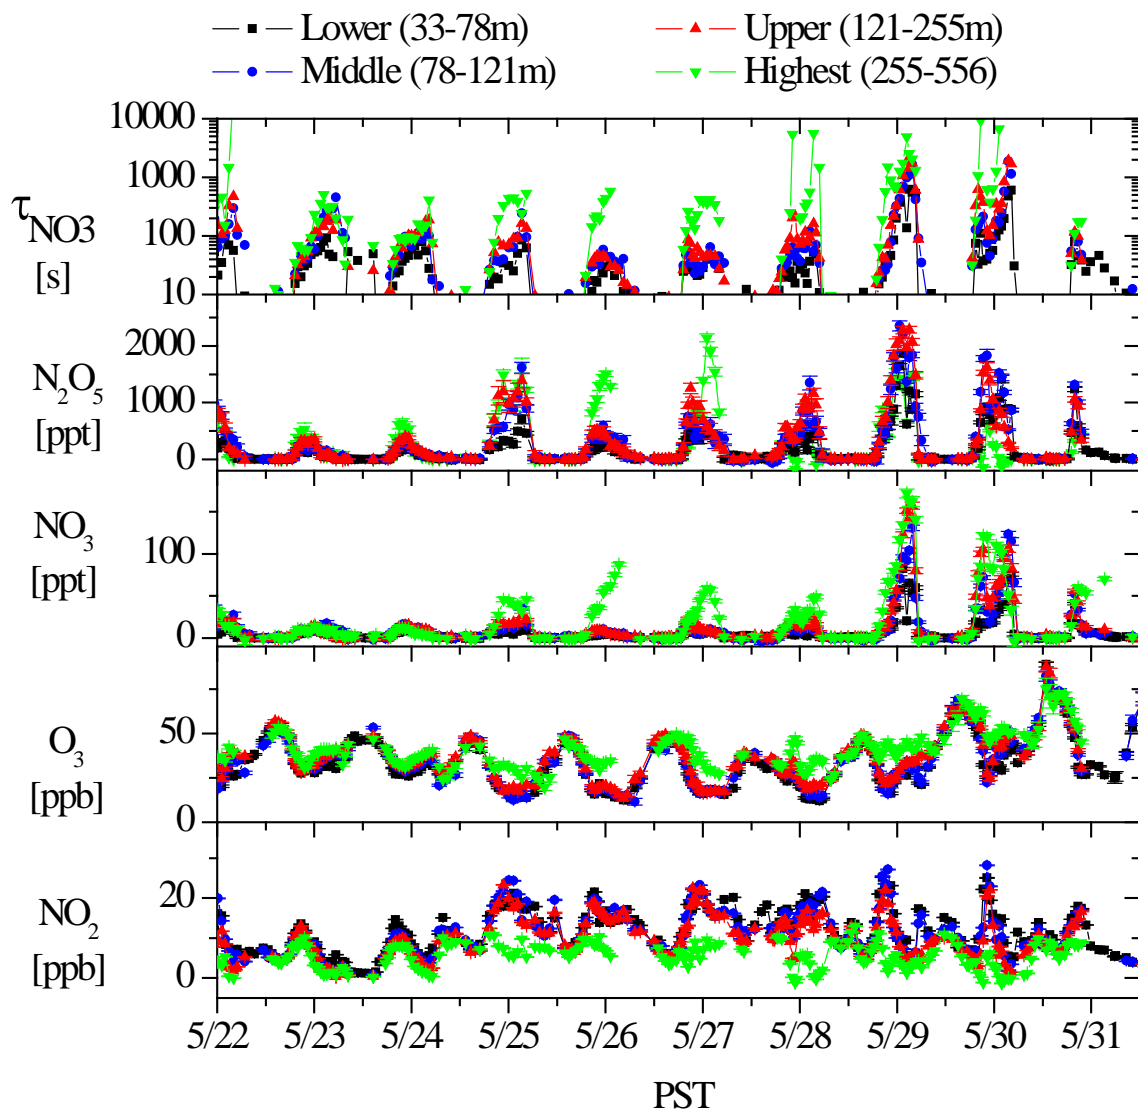 Lower (33-78m) Upper (121-255m)
Middle (78-121m) Highest (255-556)
10000
1000
100
10
τNO3
[s]
2000
1000
0
N2O5
[ppt]
100
0
NO3
[ppt]
50
0
O3
[ppb]
20
0
NO2
[ppb]
5/22 5/23 5/24 5/25 5/26 5/27 5/28 5/29 5/30 5/31
PST